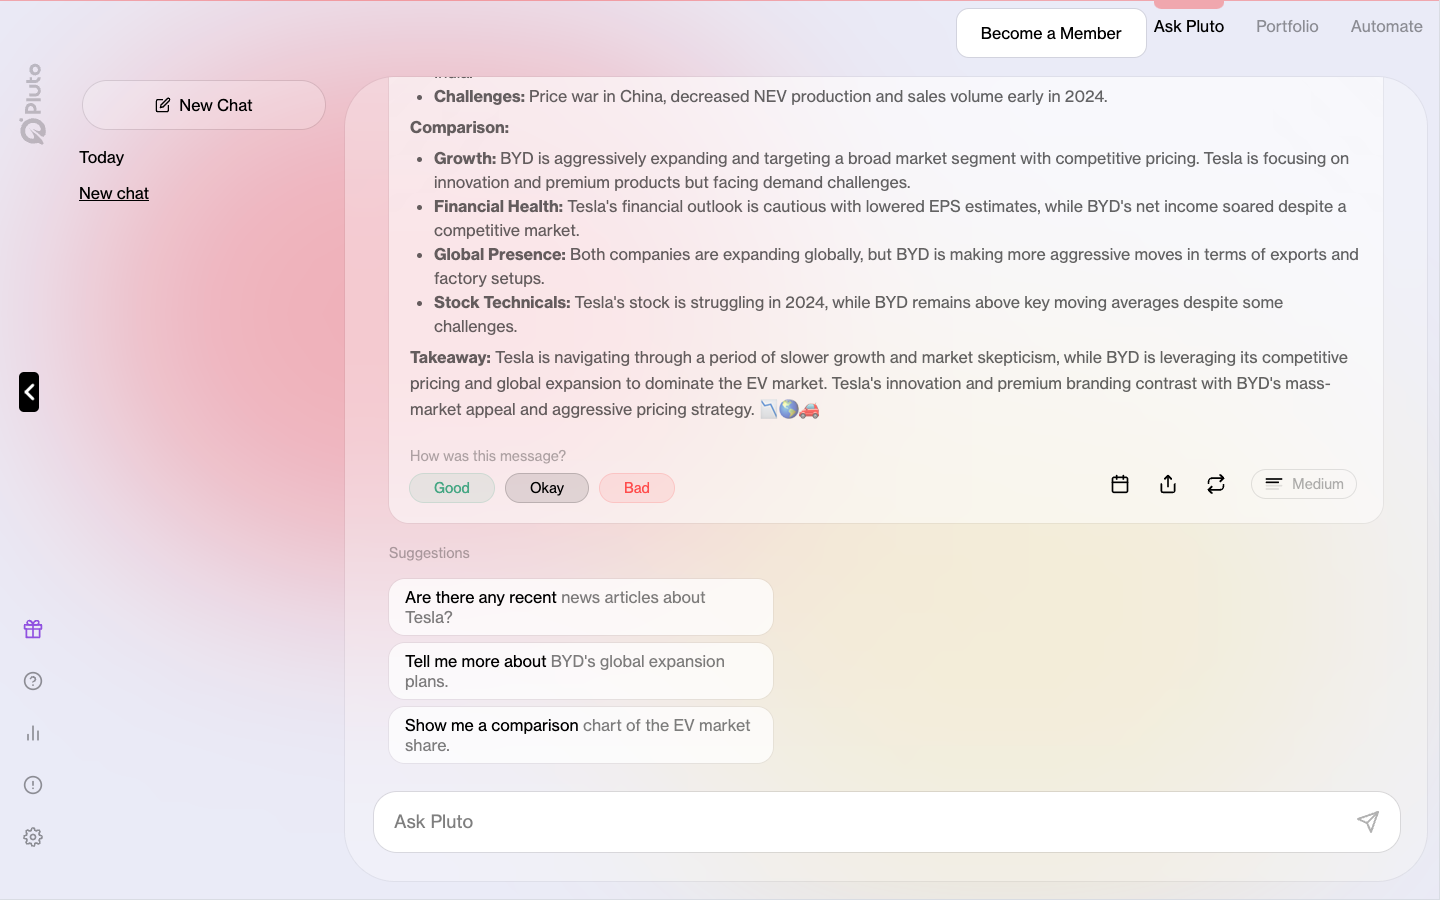 Become a Member
Ask Pluto
Portfolio
Automate
Pluto
New Chat
Today
New chat
Challenges: Price war in China, decreased NEV production and sales volume early in 2024.
Comparison:
Growth: BYD is aggressively expanding and targeting a broad market segment with competitive pricing. Tesla is focusing on
innovation and premium products but facing demand challenges.
Financial Health: Tesla's financial outlook is cautious with lowered EPS estimates, while BYD's net income soared despite a
competitive market.
Global Presence: Both companies are expanding globally, but BYD is making more aggressive moves in terms of exports and
factory setups.
Stock Technicals: Tesla's stock is struggling in 2024, while BYD remains above key moving averages despite some
challenges.
Takeaway: Tesla is navigating through a period of slower growth and market skepticism, while BYD is leveraging its competitive
pricing and global expansion to dominate the EV market. Tesla's innovation and premium branding contrast with BYD's mass-
market appeal and aggressive pricing strategy. 📉🌎🚗
How was this message?
Good
Okay
Bad
Medium
Suggestions
Are there any recent news articles about
Tesla?
Tell me more about BYD's global expansion
plans.
Show me a comparison chart of the EV market
share.
Ask Pluto